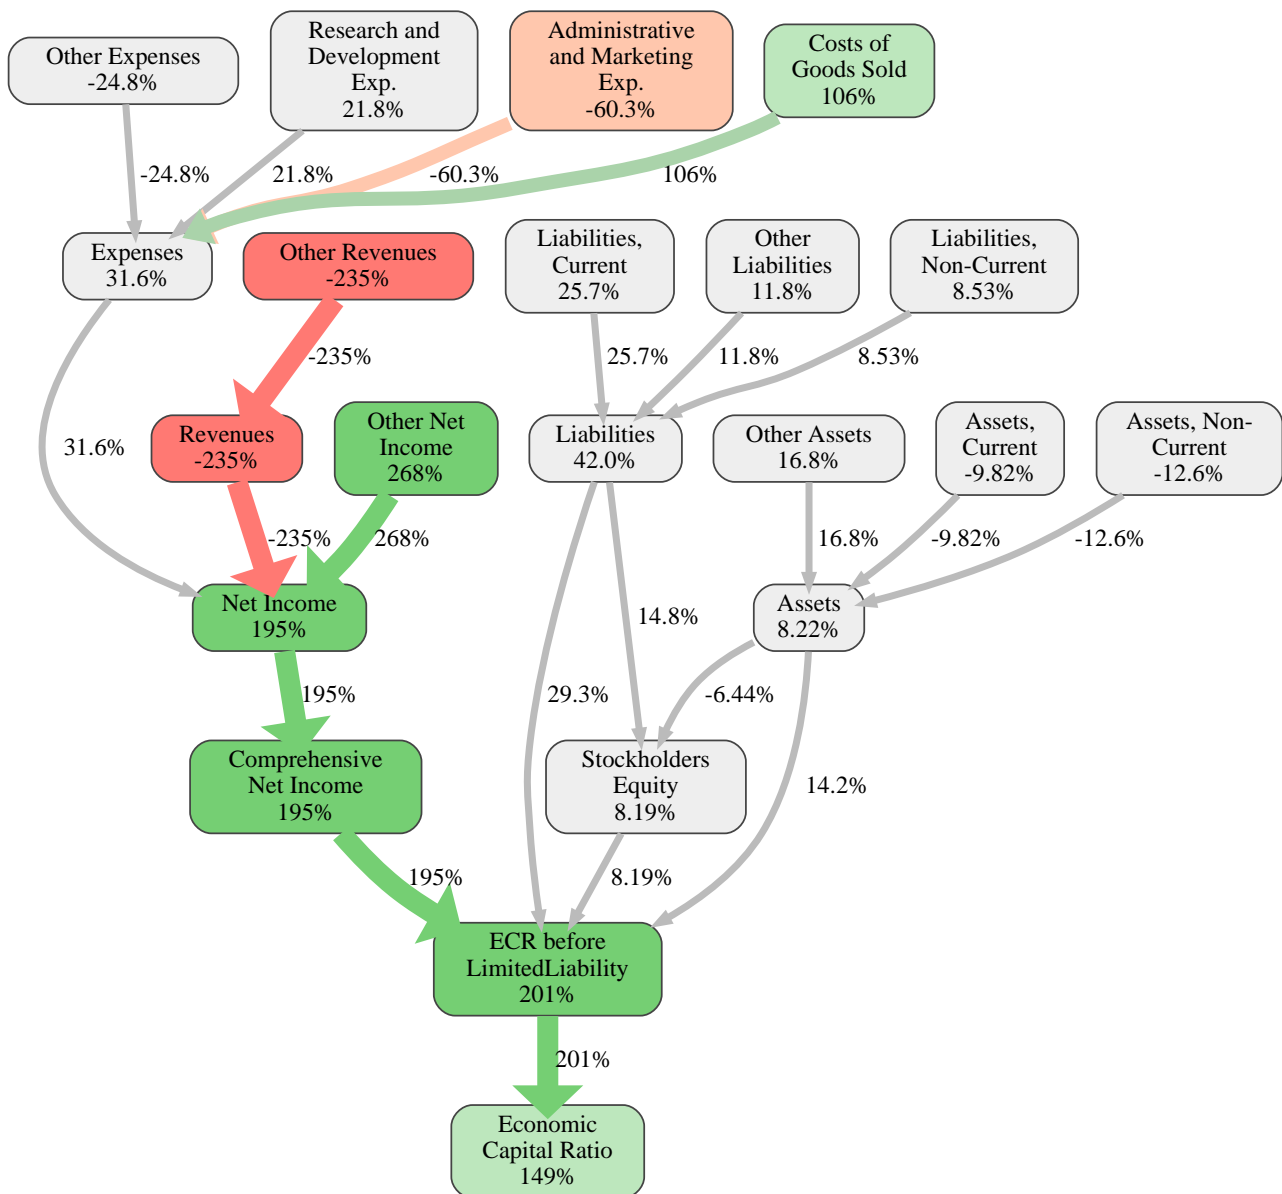 Other Expenses
-24.8%
Research and
Development
Exp.
21.8%
Administrative
and Marketing
Exp.
-60.3%
Costs of
Goods Sold
106%
-24.8%
21.8%
-60.3%
106%
Expenses
31.6%
Other Revenues
-235%
Liabilities,
Current
25.7%
Other
Liabilities
11.8%
Liabilities,
Non-Current
8.53%
-235%
25.7%
11.8%
8.53%
31.6%
Revenues
-235%
Other Net
Income
268%
Liabilities
42.0%
Other Assets
16.8%
Assets,
Current
-9.82%
Assets, Non-
Current
-12.6%
-235%
268%
16.8%
-9.82%
-12.6%
Net Income
195%
14.8%
Assets
8.22%
195%
29.3%
-6.44%
Comprehensive
Net Income
195%
Stockholders
Equity
8.19%
14.2%
195%
8.19%
ECR before
LimitedLiability
201%
201%
Economic
Capital Ratio
149%